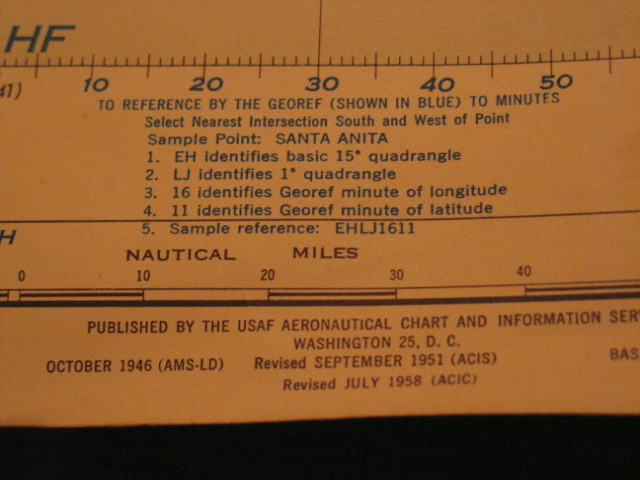 HF
10 20 30 40 50
41)
TO REFERENCE BY THE GEOREF (SHOWN IN BLUE) TO MINUTES
Select Nearest Intersection South and West of Point
Sample Point: SANTA ANITA
1. EH identifies basic 15° quadrangle
2. LJ identifies 1° quadrangle
3. 16 identifies Georef minute of longitude
4. 11 identifies Georef minute of latitude
5. Sample reference: EHLJ1611
H
NAUTICAL MILES
0 10 20 30 40
PUBLISHED BY THE USAF AERONAUTICAL CHART AND INFORMATION SER
WASHINGTON 25, D. C.
OCTOBER 1946 (AMS-LD) Revised SEPTEMBER 1951 (ACIS) BAS
Revised JULY 1958 (ACIC)